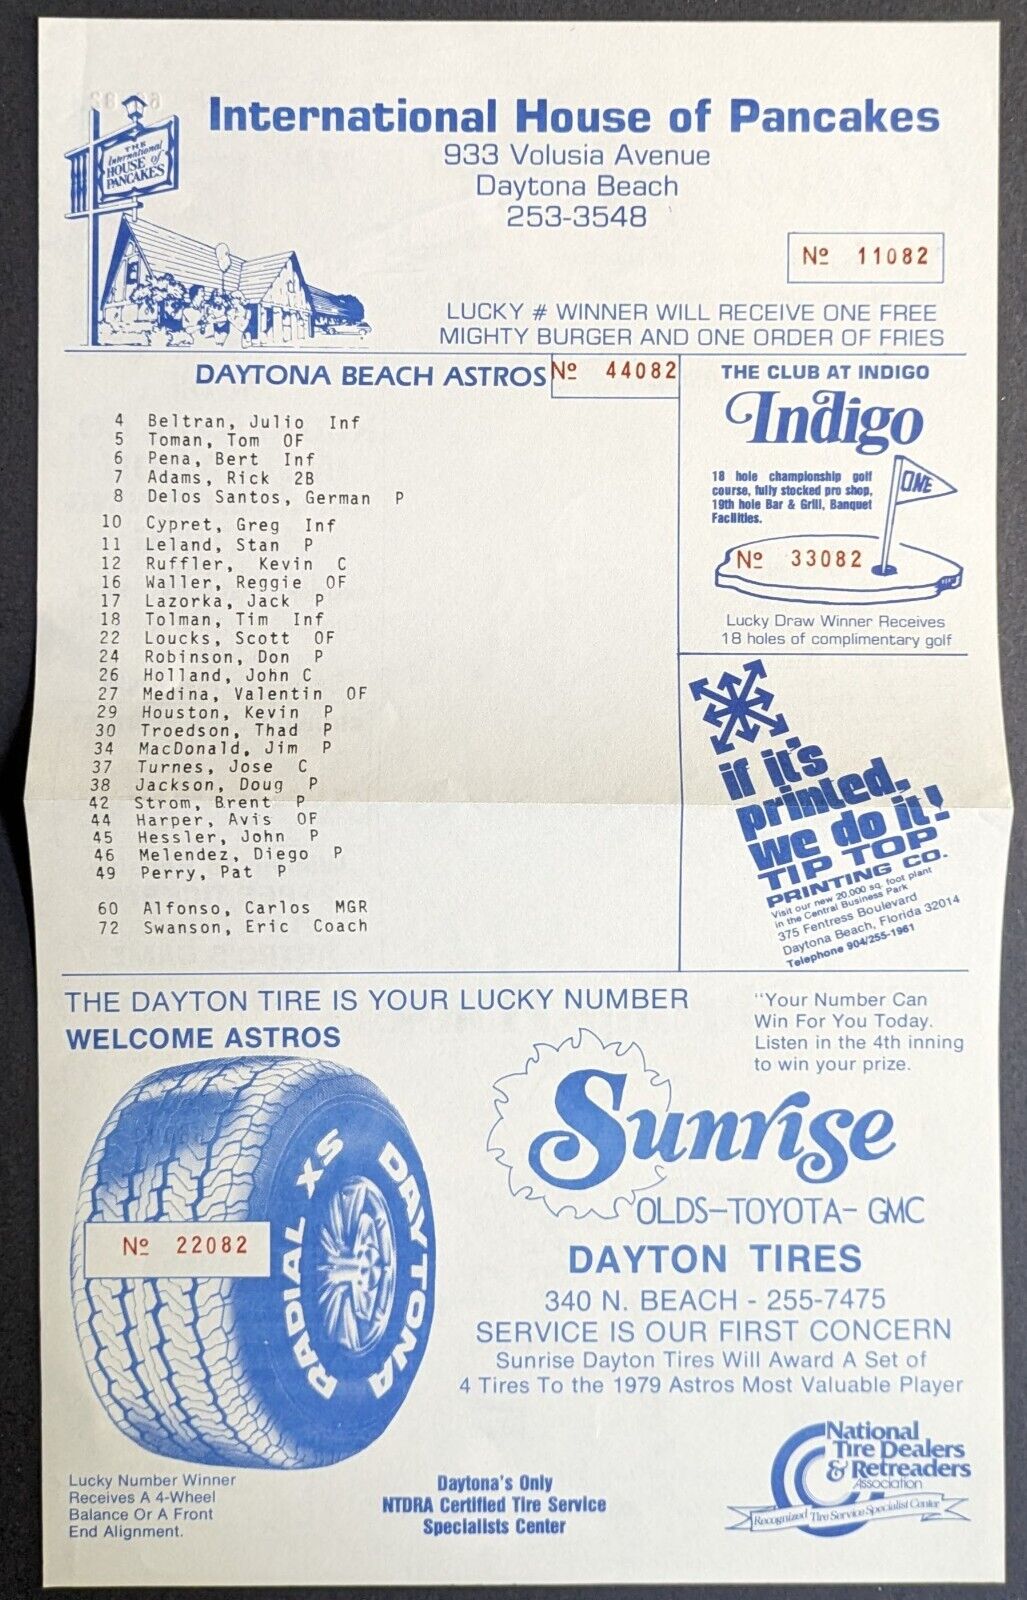 THE
International
HOUSE of
PANCAKES
International House of Pancakes
933 Volusia Avenue
Daytona Beach
253-3548
Nº 11082
LUCKY # WINNER WILL RECEIVE ONE FREE
MIGHTY BURGER AND ONE ORDER OF FRIES
DAYTONA BEACH ASTROS
Nº 44082
4 Beltran, Julio Inf
5 Toman, Tom OF
6 Pena, Bert Inf
7 Adams, Rick 2B
8 Delos Santos, German P
10 Cypret, Greg Inf
11 Leland, Stan P
12 Ruffler, Kevin C
16 Waller, Reggie OF
17 Lazorka, Jack P
18 Tolman, Tim Inf
22 Loucks, Scott OF
24 Robinson, Don P
26 Holland, John C
27 Medina, Valentin OF
29 Houston, Kevin P
30 Troedson, Thad P
34 MacDonald, Jim P
37 Turnes, Jose C
38 Jackson, Doug P
42 Strom, Brent P
44 Harper, Avis OF
45 Hessler, John P
46 Melendez, Diego P
49 Perry, Pat P
60 Alfonso, Carlos MGR
72 Swanson, Eric Coach
THE CLUB AT INDIGO
Indigo
18 hole championship golf
course, fully stocked pro shop,
19th hole Bar & Grill, Banquet
Facilities.
ONE
Nº 33082
Lucky Draw Winner Receives
18 holes of complimentary golf
if it's
printed,
we do it!
TIP TOP
PRINTING CO.
Visit our new 20,000 sq. foot plant
in the Central Business Park
375 Fentress Boulevard
Daytona Beach, Florida 32014
Telephone 904/255-1961
THE DAYTON TIRE IS YOUR LUCKY NUMBER
WELCOME ASTROS
"Your Number Can
Win For You Today.
Listen in the 4th inning
to win your prize.
Nº 22082
RADIAL XS
DAYTONA
Sunrise
OLDS-TOYOTA-GMC
DAYTON TIRES
340 N. BEACH - 255-7475
SERVICE IS OUR FIRST CONCERN
Sunrise Dayton Tires Will Award A Set of
4 Tires To the 1979 Astros Most Valuable Player
Lucky Number Winner
Receives A 4-Wheel
Balance Or A Front
End Alignment.
Daytona's Only
NTDRA Certified Tire Service
Specialists Center
National
Tire Dealers
& Retreaders
Association
Recognized Tire Service Specialist Center